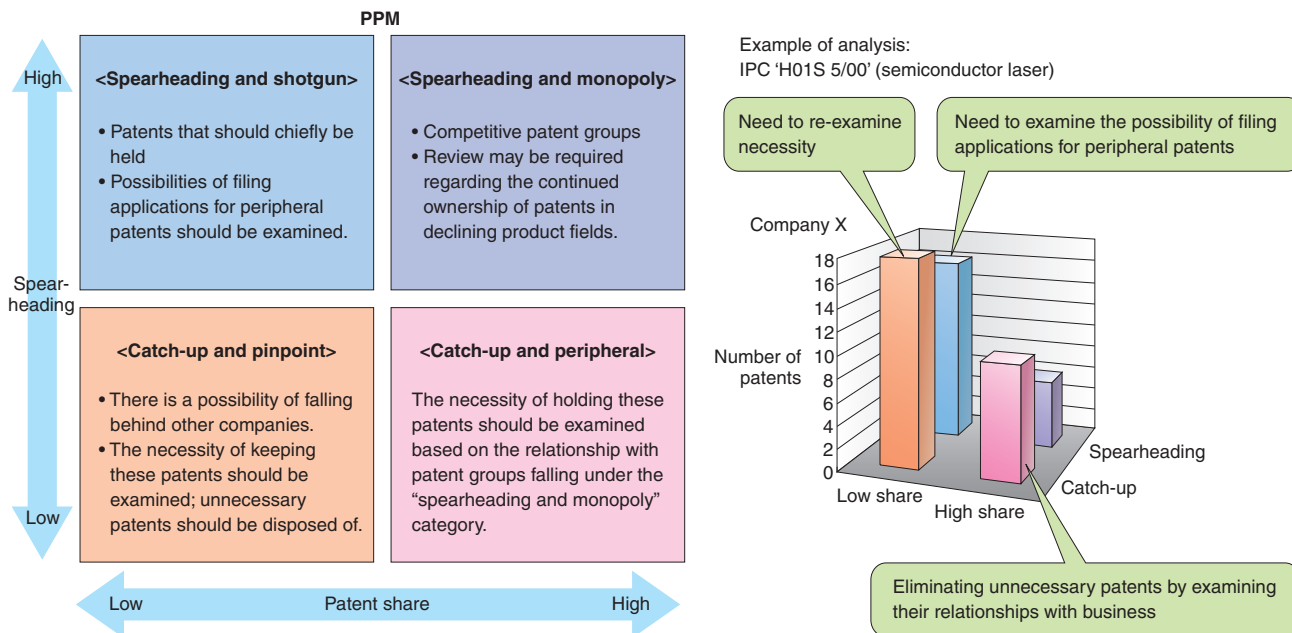 PPM
High
Spear-
heading
Low
<Spearheading and shotgun>
• Patents that should chiefly be
held
• Possibilities of filing
applications for peripheral
patents should be examined.
<Spearheading and monopoly>
• Competitive patent groups
• Review may be required
regarding the continued
ownership of patents in
declining product fields.
<Catch-up and pinpoint>
• There is a possibility of falling
behind other companies.
• The necessity of keeping
these patents should be
examined; unnecessary
patents should be disposed of.
<Catch-up and peripheral>
The necessity of holding these
patents should be examined
based on the relationship with
patent groups falling under the
“spearheading and monopoly”
category.
Low
Patent share
High
Example of analysis:
IPC ‘H01S 5/00’ (semiconductor laser)
Need to re-examine
necessity
Need to examine the possibility of filing
applications for peripheral patents
Company X
18
16
14
12
10
8
6
4
2
0
Number of
patents
Low share
High share
Spearheading
Catch-up
Eliminating unnecessary patents by examining
their relationships with business